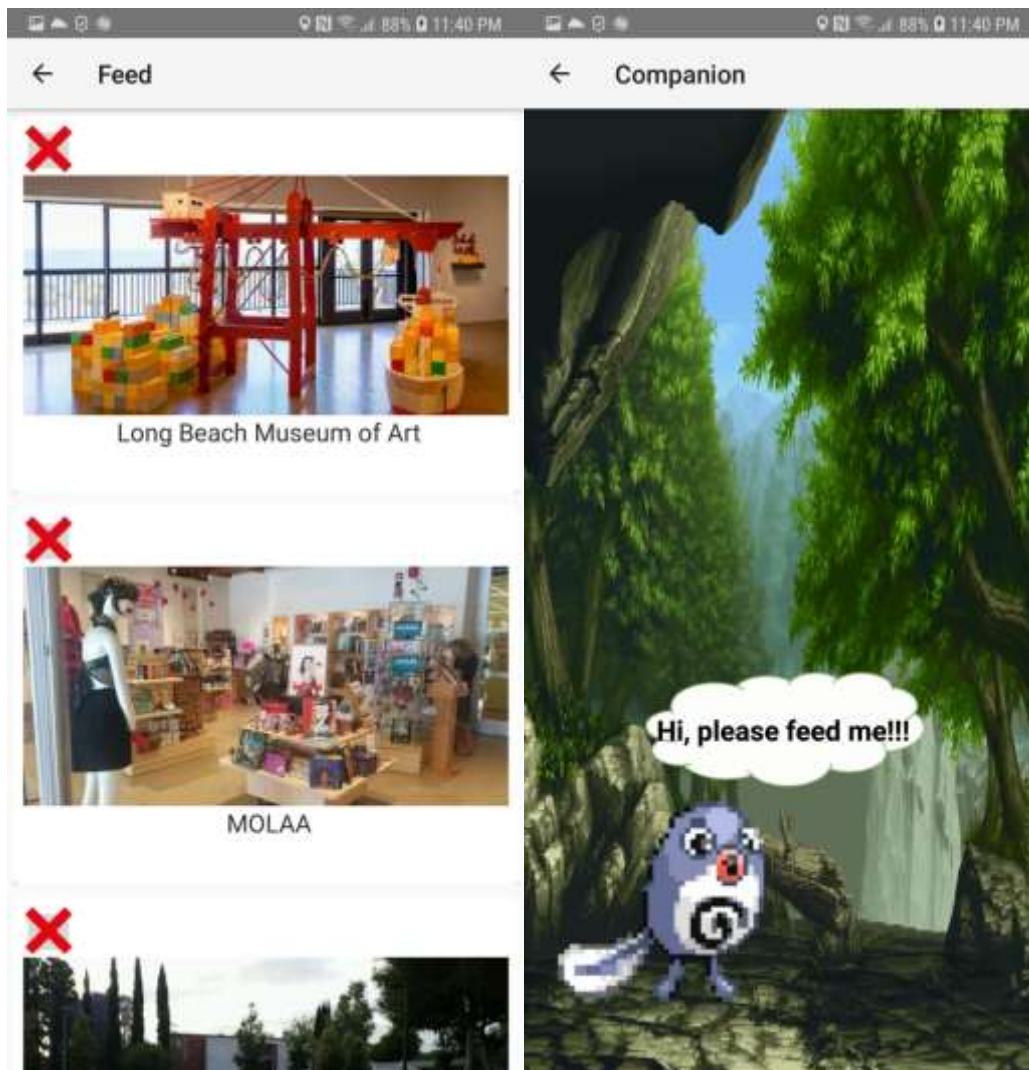 88% 11:40 PM
Feed
Long Beach Museum of Art
MOLAA
88% 11:40 PM
Companion
Hi, please feed me!!!